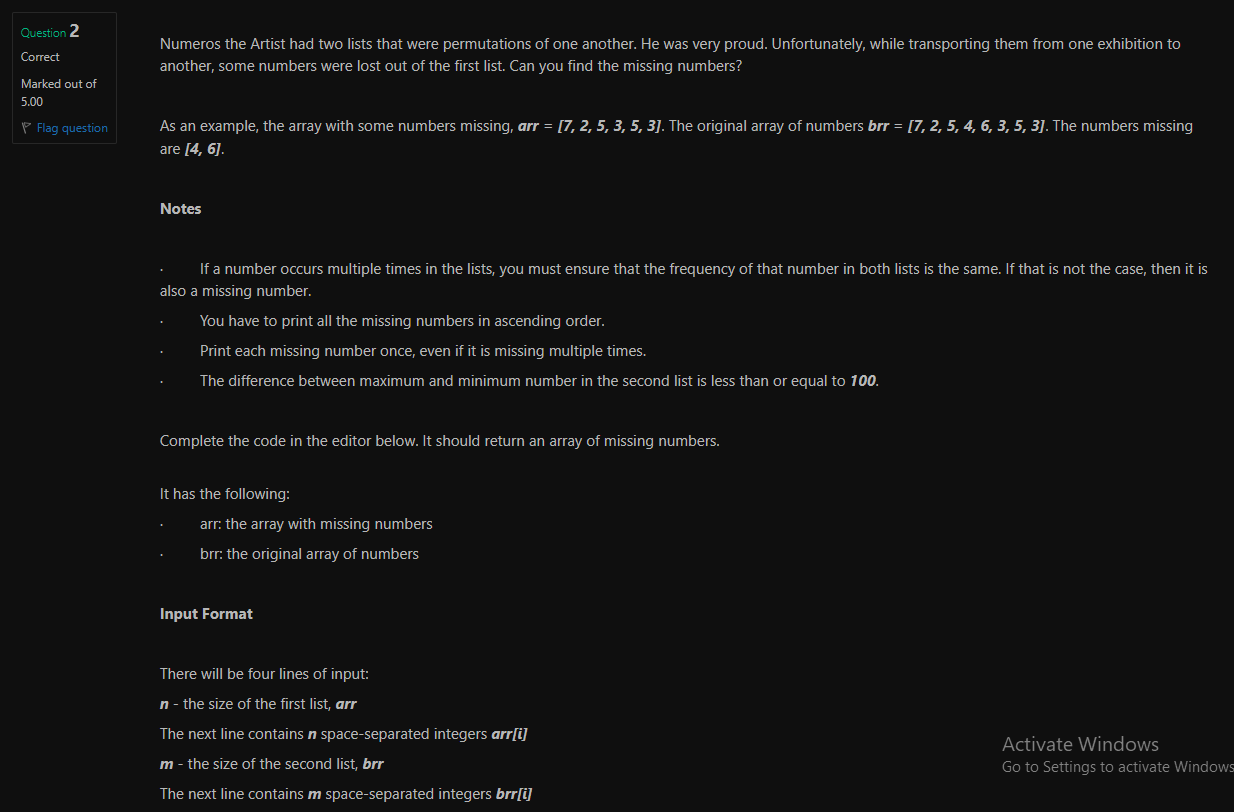 Question 2
Correct
Marked out of
5.00
Flag question
Numeros the Artist had two lists that were permutations of one another. He was very proud. Unfortunately, while transporting them from one exhibition to
another, some numbers were lost out of the first list. Can you find the missing numbers?
As an example, the array with some numbers missing, arr = [7, 2, 5, 3, 5, 3]. The original array of numbers brr = [7, 2, 5, 4, 6, 3, 5, 3]. The numbers missing
are [4, 6].
Notes
· If a number occurs multiple times in the lists, you must ensure that the frequency of that number in both lists is the same. If that is not the case, then it is
also a missing number.
· You have to print all the missing numbers in ascending order.
· Print each missing number once, even if it is missing multiple times.
· The difference between maximum and minimum number in the second list is less than or equal to 100.
Complete the code in the editor below. It should return an array of missing numbers.
It has the following:
· arr: the array with missing numbers
· brr: the original array of numbers
Input Format
There will be four lines of input:
n - the size of the first list, arr
The next line contains n space-separated integers arr[i]
m - the size of the second list, brr
The next line contains m space-separated integers brr[i]
Activate Windows
Go to Settings to activate Windows